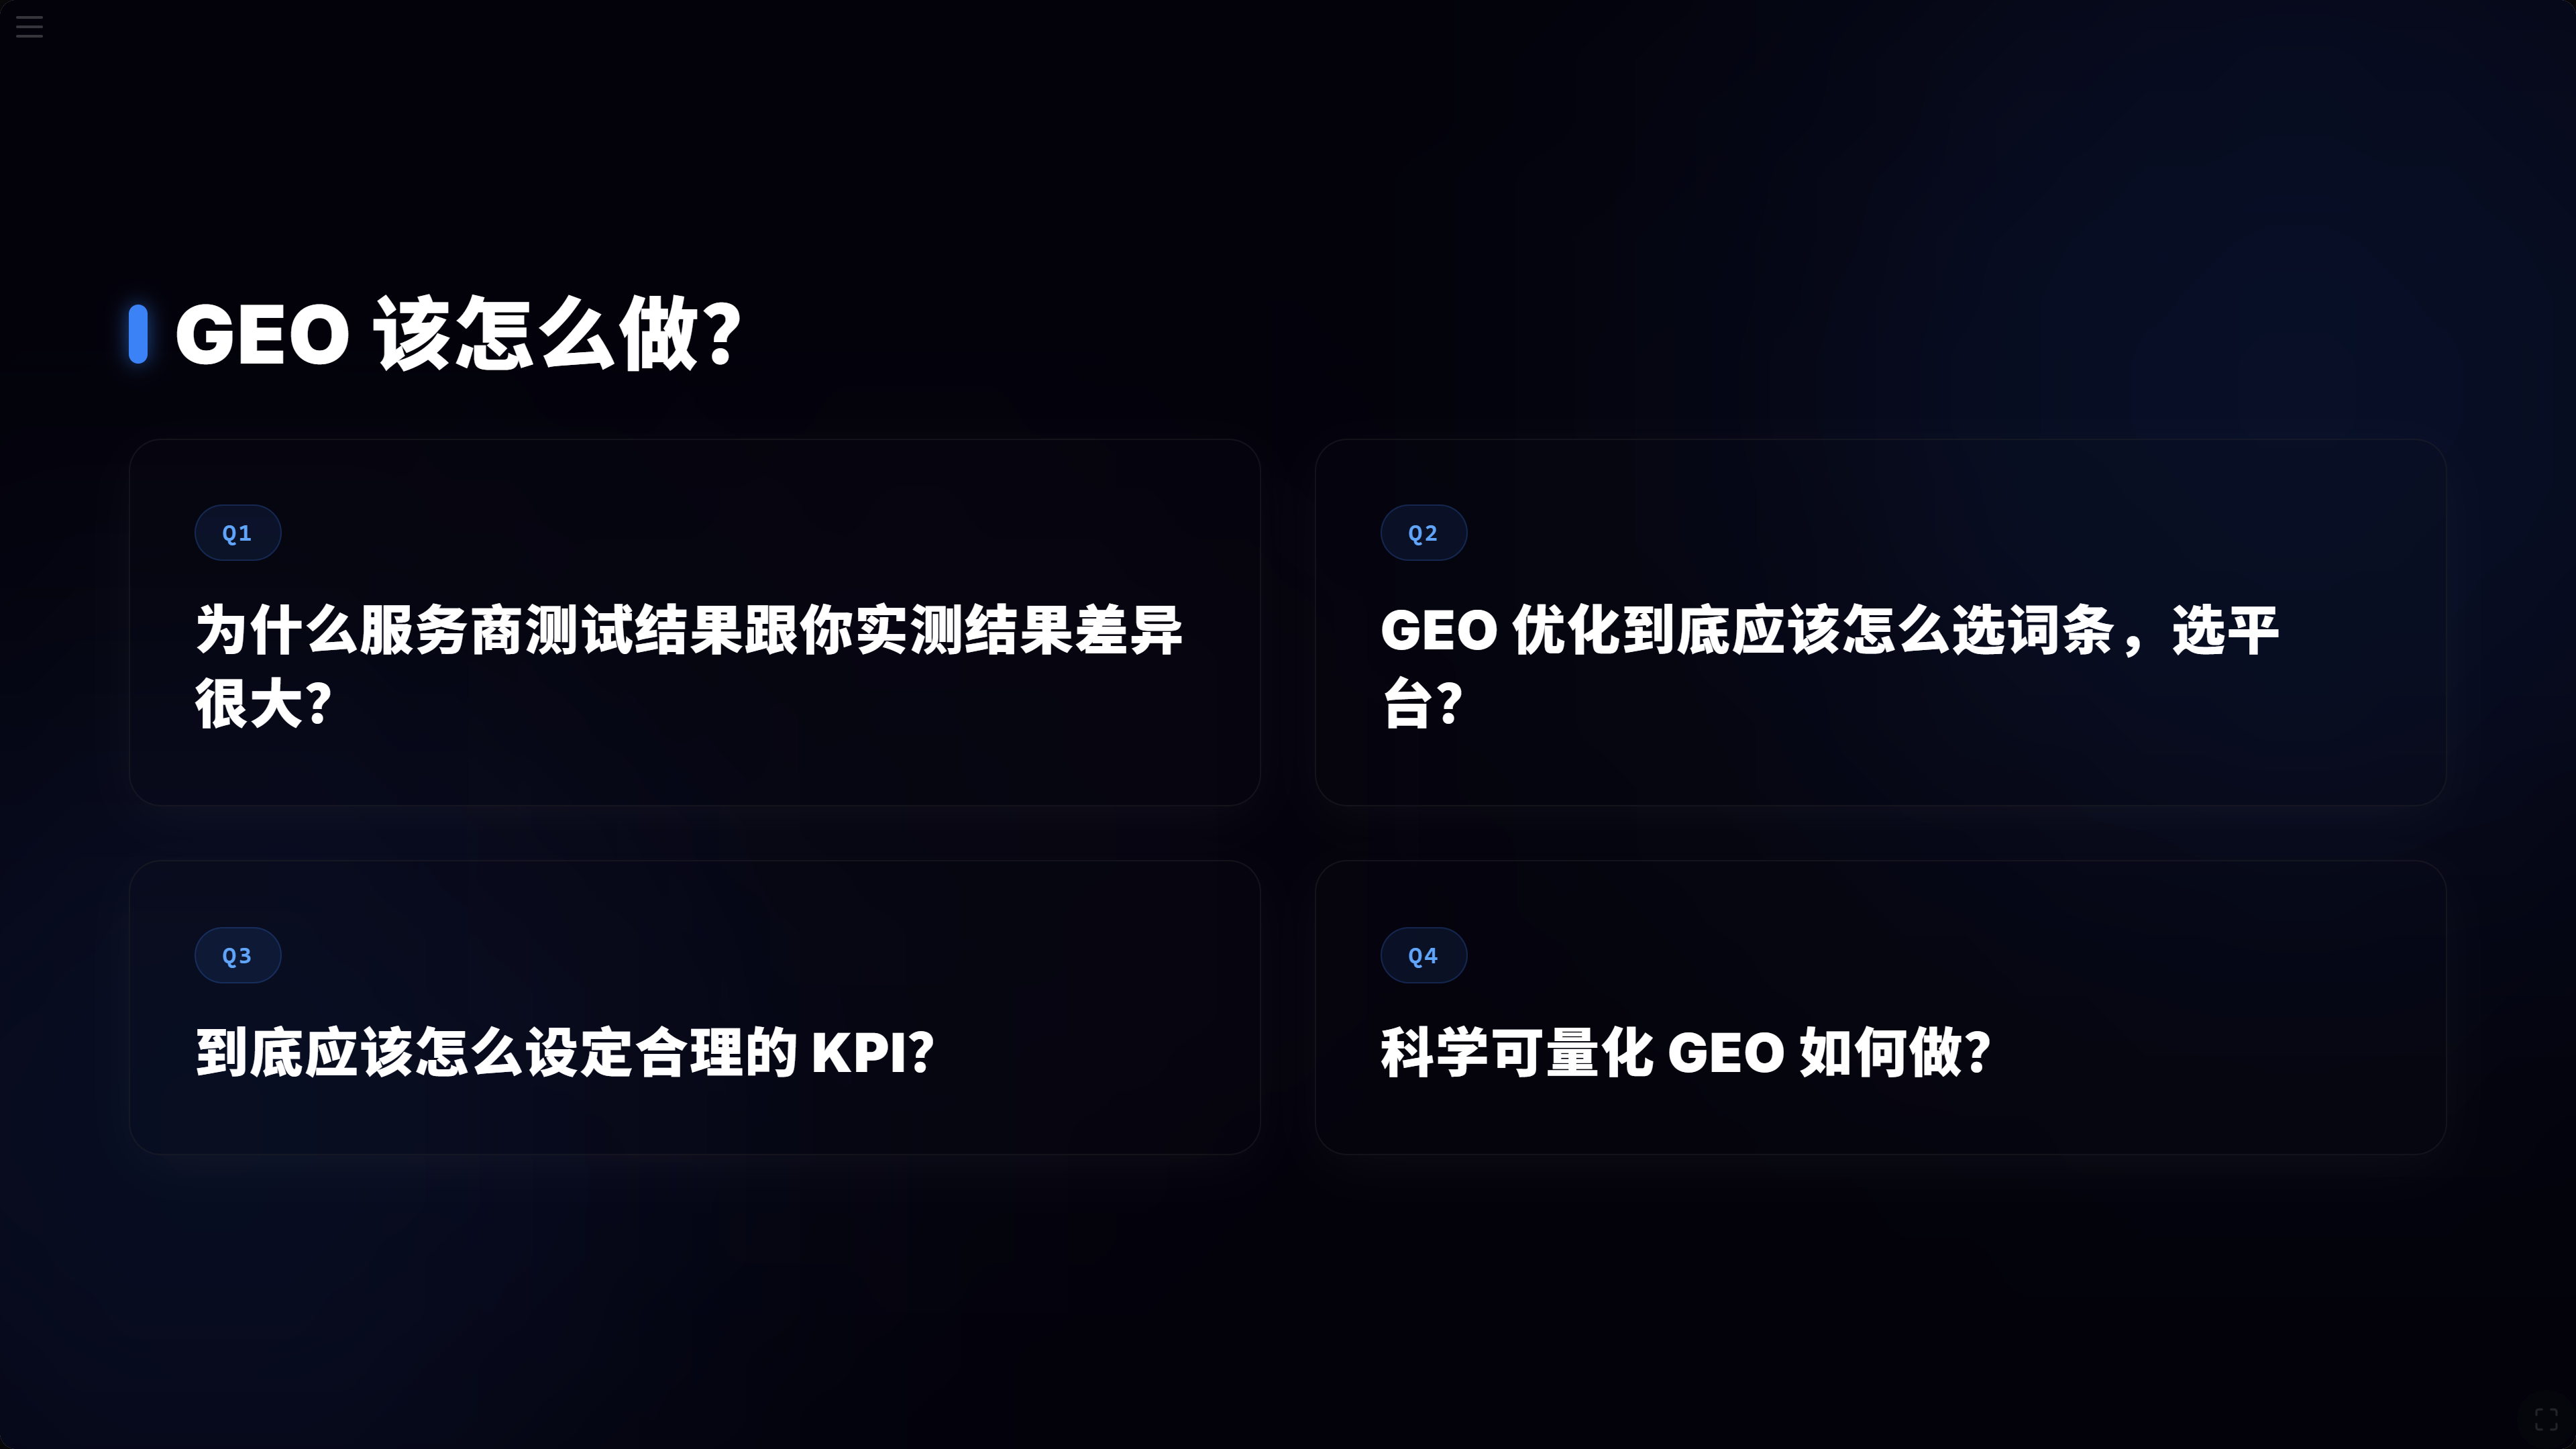 GEO 该怎么做?
Q1
为什么服务商测试结果跟你实测结果差异
很大?
Q2
GEO 优化到底应该怎么选词条，选平
台?
Q3
到底应该怎么设定合理的 KPI?
Q4
科学可量化 GEO 如何做?